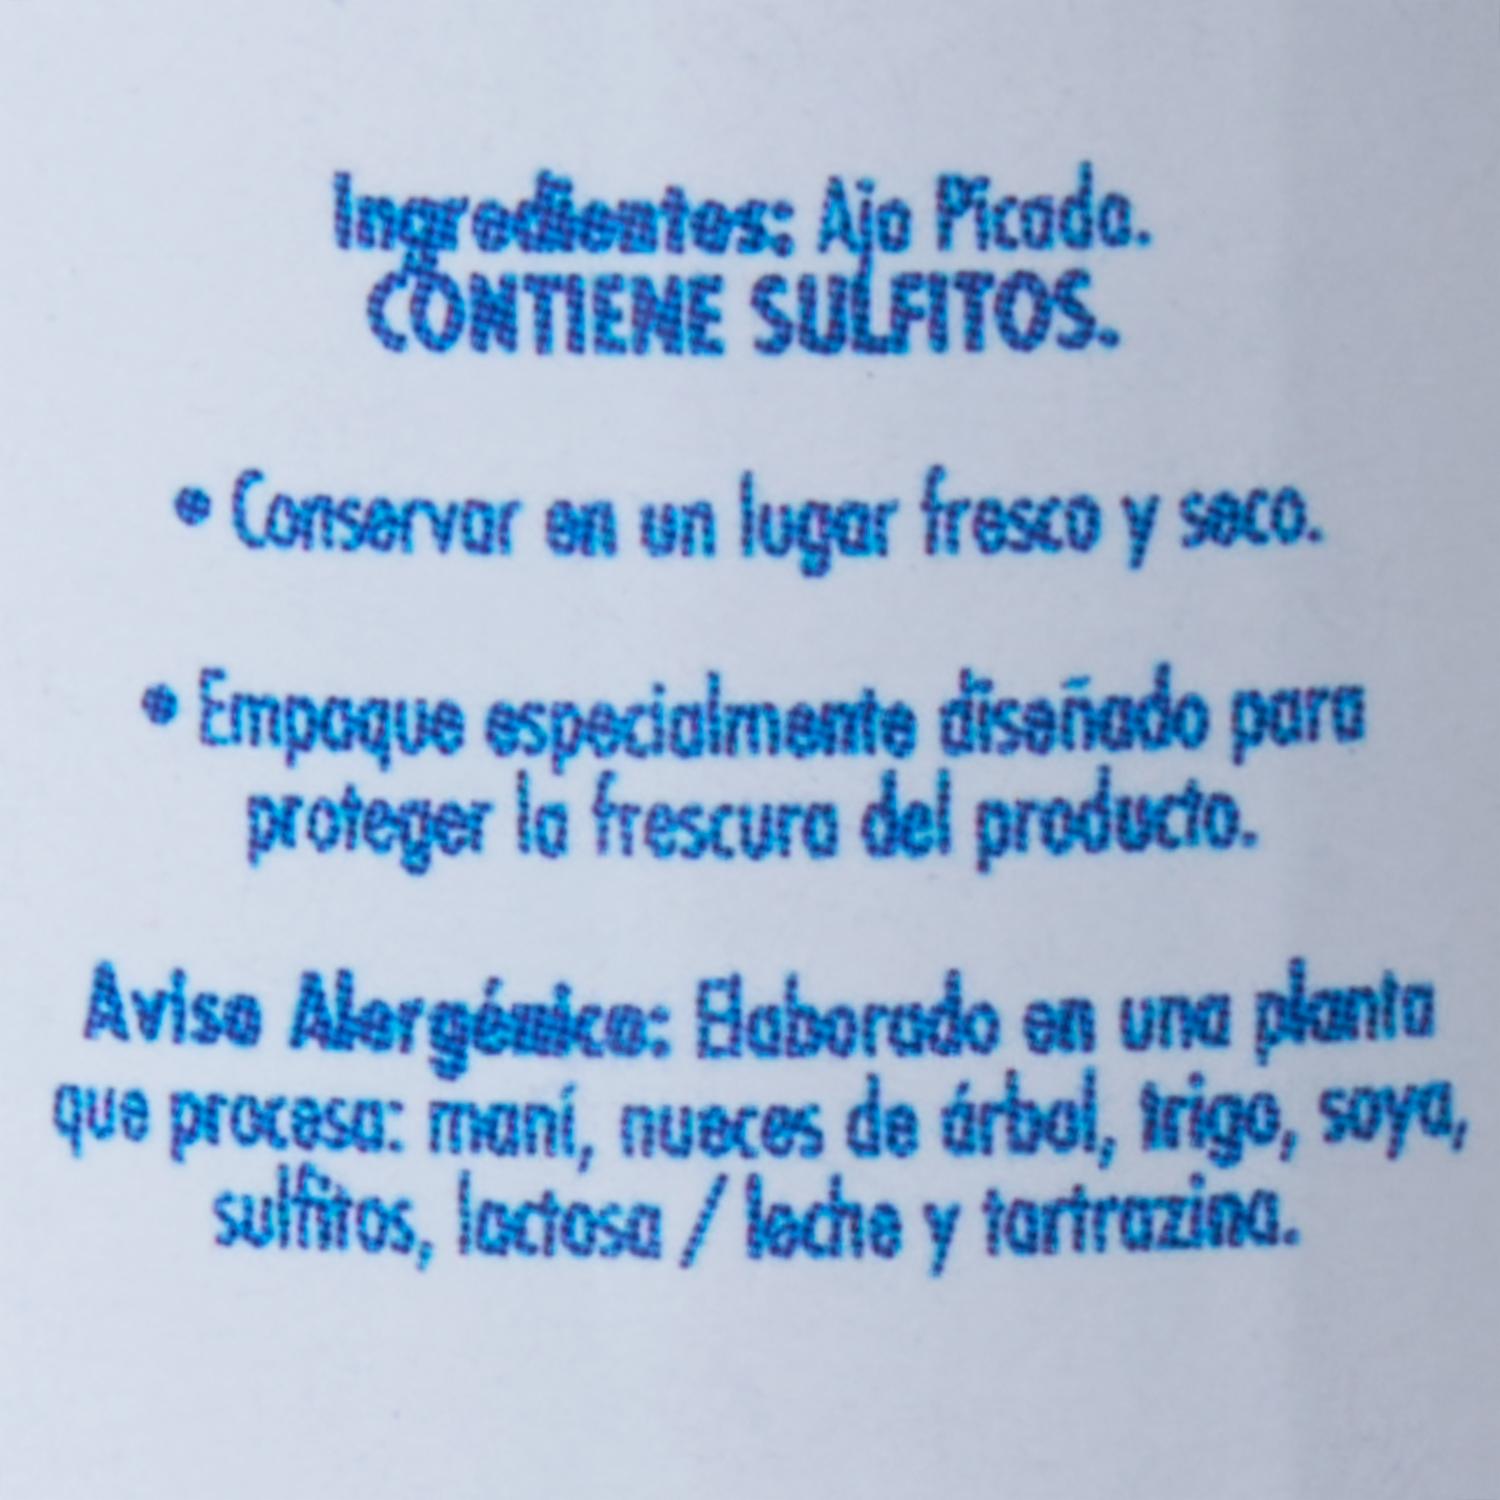 Ingredientes: Ajo Picado.
CONTIENE SULFITOS.
• Conservar en un lugar fresco y seco.
• Empaque especialmente diseñado para
proteger la frescura del producto.
Aviso Alergénico: Elaborado en una planta
que procesa: maní, nueces de árbol, trigo, soya,
sulfitos, lactosa / leche y tartrazina.